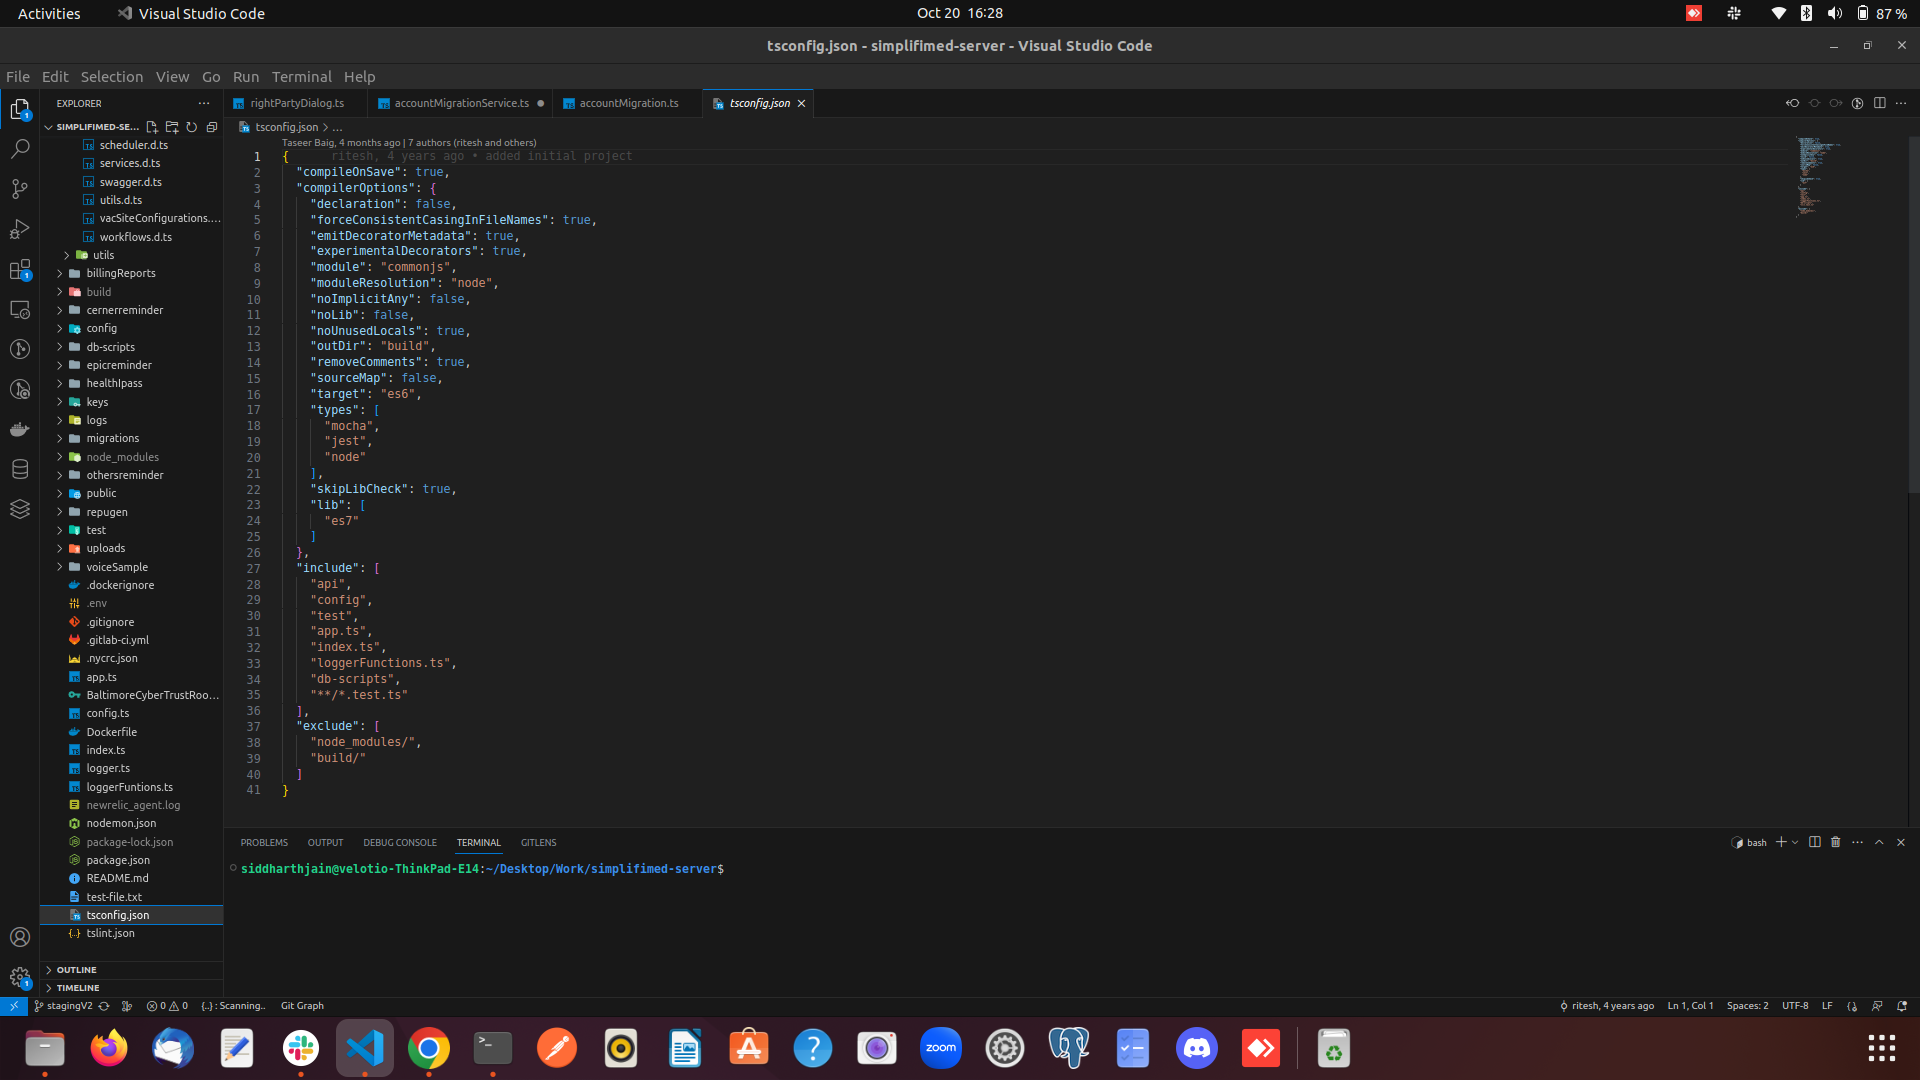 Activities
Visual Studio Code
Oct 20 16:28
87 %
tsconfig.json - simplifimed-server - Visual Studio Code
File Edit Selection View Go Run Terminal Help
EXPLORER
rightPartyDialog.ts
accountMigrationService.ts
accountMigration.ts
tsconfig.json
SIMPLIFIMED-SE...
tsconfig.json > ...
scheduler.d.ts
services.d.ts
swagger.d.ts
utils.d.ts
vacSiteConfigurations....
workflows.d.ts
utils
billingReports
build
cernerreminder
config
db-scripts
epicreminder
healthIpass
keys
logs
migrations
node_modules
othersreminder
public
repugen
test
uploads
voiceSample
.dockerignore
.env
.gitignore
.gitlab-ci.yml
.nycrc.json
app.ts
BaltimoreCyberTrustRoo...
config.ts
Dockerfile
index.ts
logger.ts
loggerFuntions.ts
newrelic_agent.log
nodemon.json
package-lock.json
package.json
README.md
test-file.txt
tsconfig.json
tslint.json
OUTLINE
TIMELINE
Taseer Baig, 4 months ago | 7 authors (ritesh and others)
1 { ritesh, 4 years ago • added initial project
2 "compileOnSave": true,
3 "compilerOptions": {
4 "declaration": false,
5 "forceConsistentCasingInFileNames": true,
6 "emitDecoratorMetadata": true,
7 "experimentalDecorators": true,
8 "module": "commonjs",
9 "moduleResolution": "node",
10 "noImplicitAny": false,
11 "noLib": false,
12 "noUnusedLocals": true,
13 "outDir": "build",
14 "removeComments": true,
15 "sourceMap": false,
16 "target": "es6",
17 "types": [
18 "mocha",
19 "jest",
20 "node"
21 ],
22 "skipLibCheck": true,
23 "lib": [
24 "es7"
25 ]
26 },
27 "include": [
28 "api",
29 "config",
30 "test",
31 "app.ts",
32 "index.ts",
33 "loggerFunctions.ts",
34 "db-scripts",
35 "**/*.test.ts"
36 ],
37 "exclude": [
38 "node_modules/",
39 "build/"
40 ]
41 }
PROBLEMS OUTPUT DEBUG CONSOLE TERMINAL GITLENS
bash
siddharthjain@velotio-ThinkPad-E14:~/Desktop/Work/simplifimed-server$
stagingV2
0 0
{..} : Scanning..
Git Graph
ritesh, 4 years ago
Ln 1, Col 1
Spaces: 2
UTF-8
LF
zoom